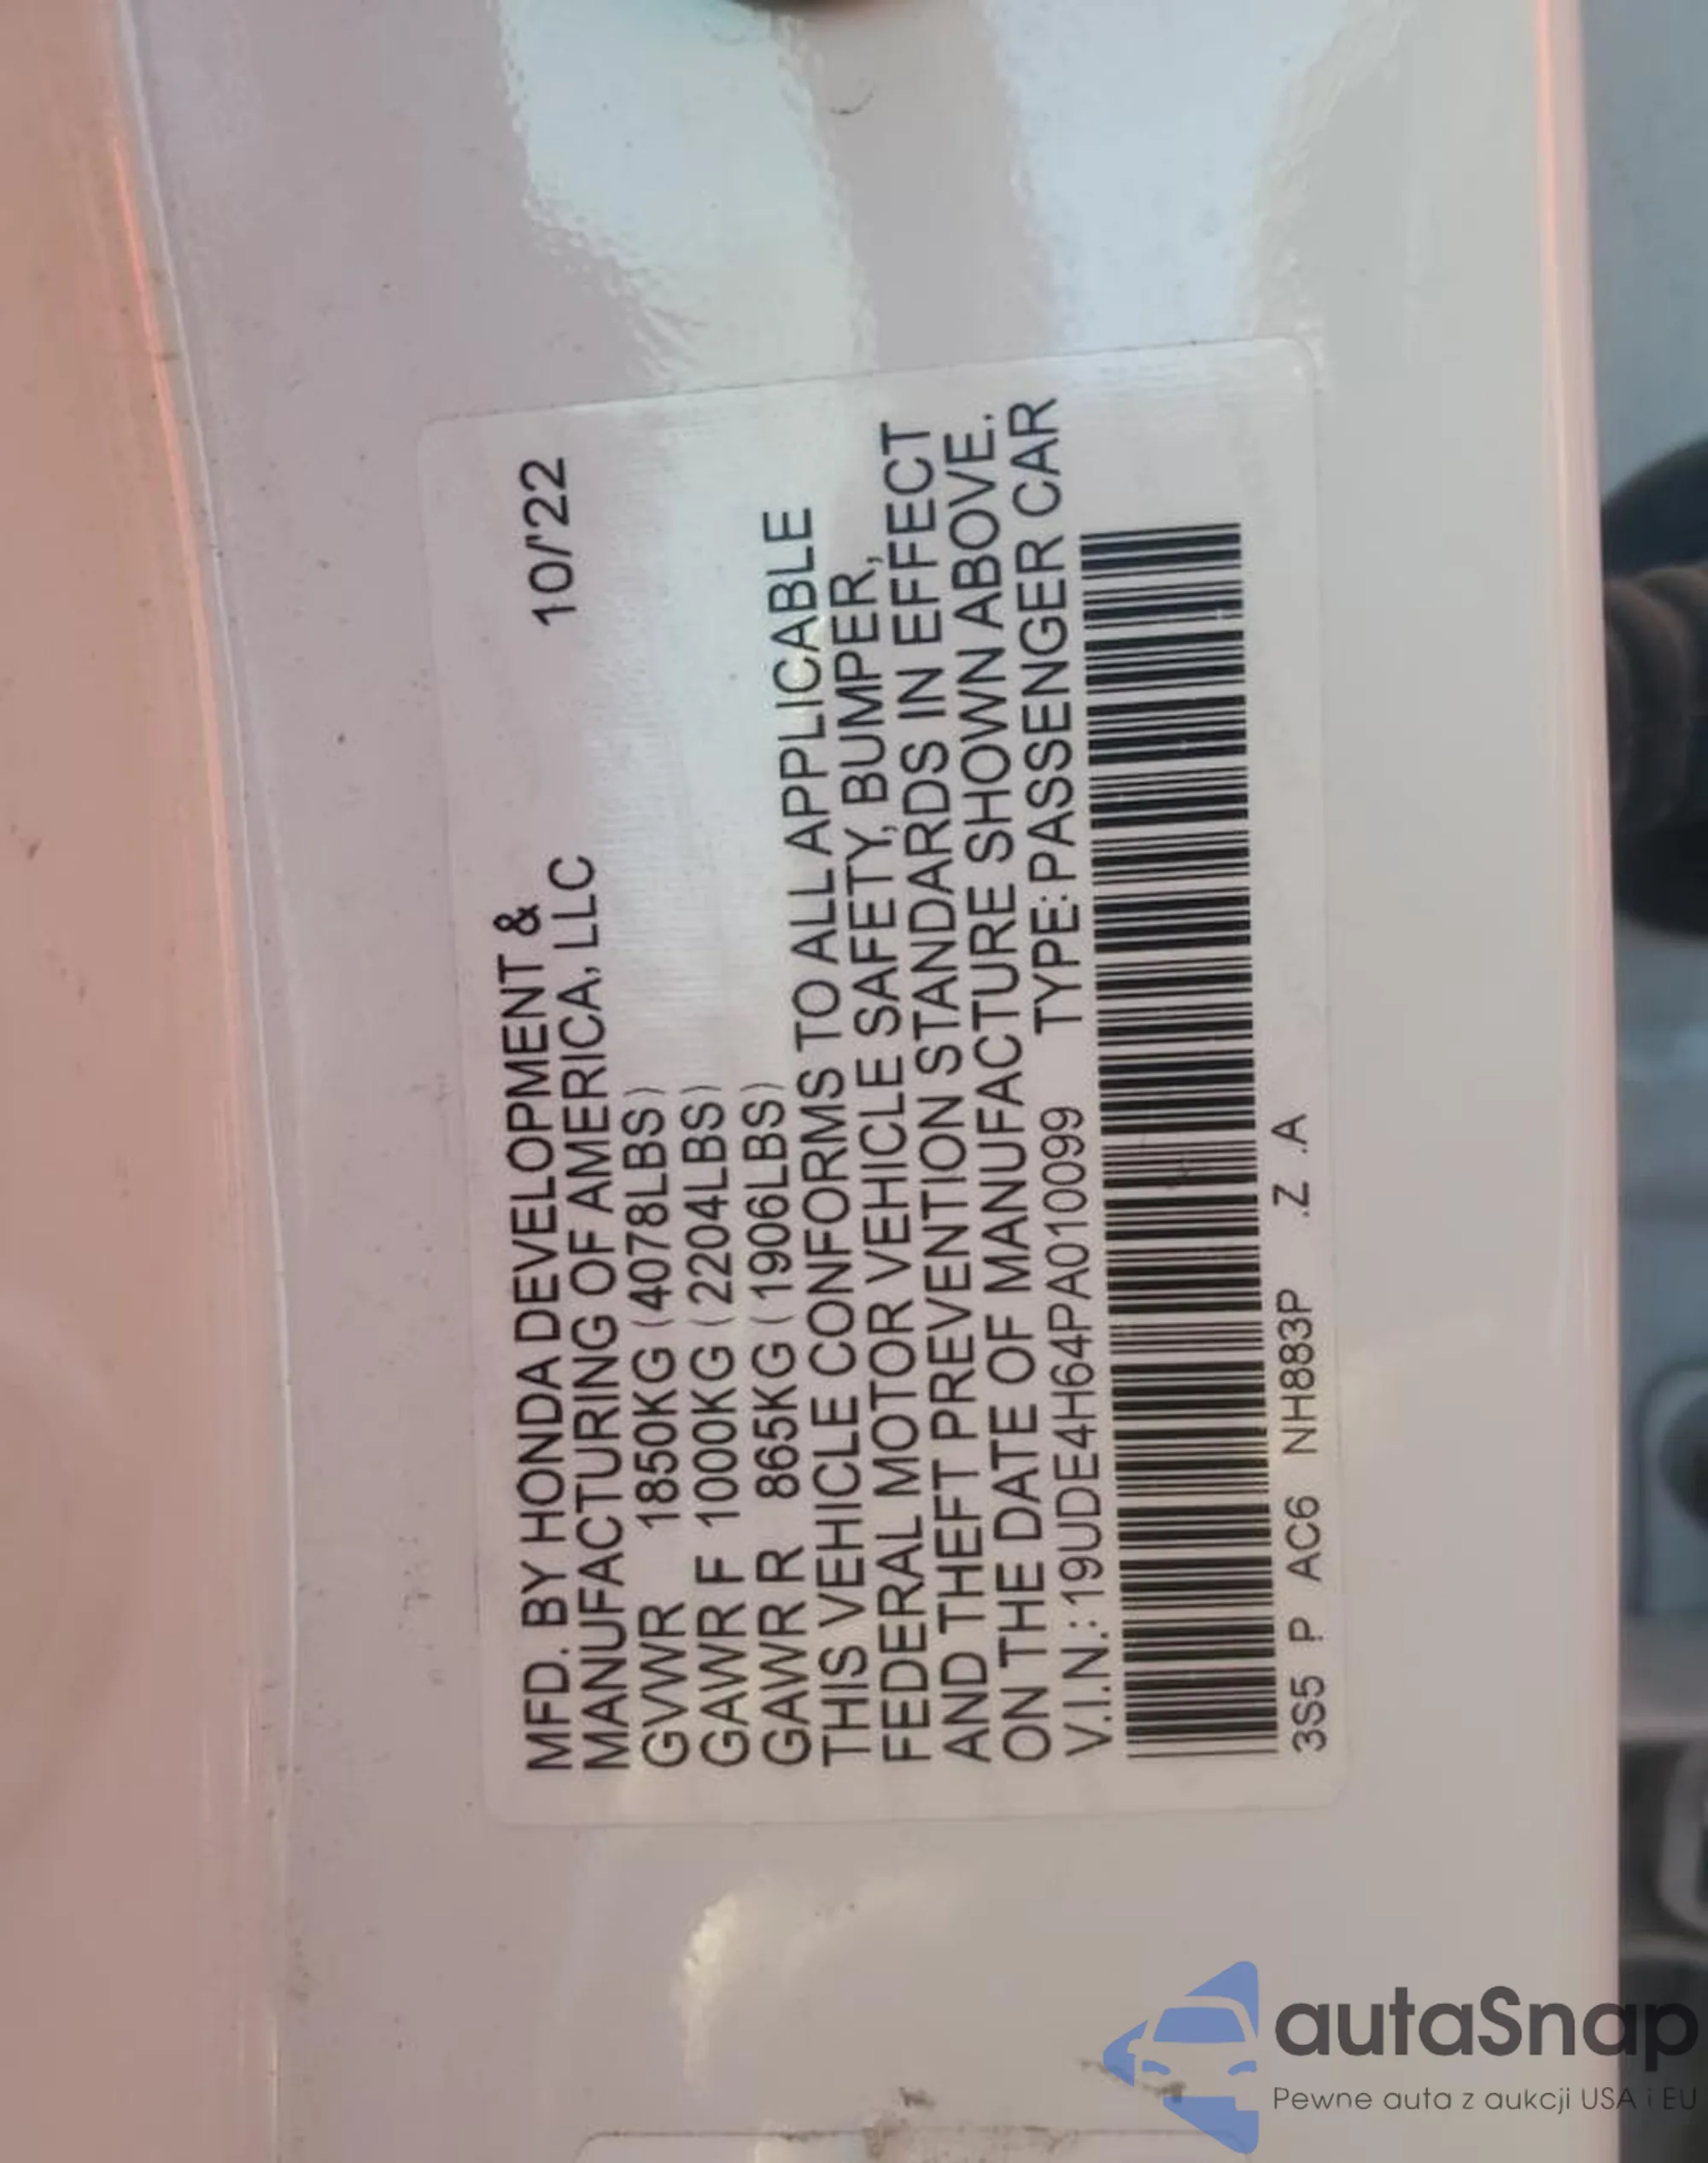 MFD. BY HONDA DEVELOPMENT & 10/'22
MANUFACTURING OF AMERICA, LLC
GVWR 1850KG (4078LBS)
GAWR F 1000KG (2204LBS)
GAWR R 865KG (1906LBS)
THIS VEHICLE CONFORMS TO ALL APPLICABLE
FEDERAL MOTOR VEHICLE SAFETY, BUMPER,
AND THEFT PREVENTION STANDARDS IN EFFECT
ON THE DATE OF MANUFACTURE SHOWN ABOVE.
V.I.N.: 19UDE4H64PA010099 TYPE: PASSENGER CAR
3S5 P AC6 NH883P .Z .A
autaSnap
Pewne auta z aukcji USA i EU